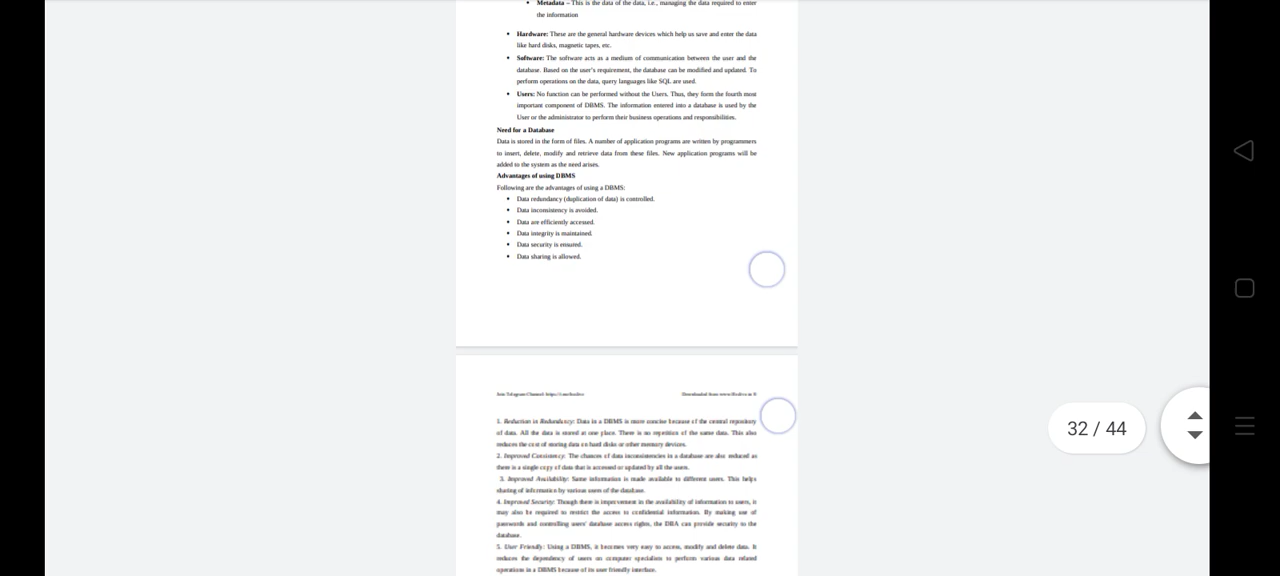 • Metadata – This is the data of the data, i.e., managing the data required to enter
the information
• Hardware: These are the general hardware devices which help us save and enter the data
like hard disks, magnetic tapes, etc.
• Software: The software acts as a medium of communication between the user and the
database. Based on the user's requirement, the database can be modified and updated. To
perform operations on the data, query languages like SQL are used.
• Users: No function can be performed without the Users. Thus, they form the fourth most
important component of DBMS. The information entered into a database is used by the
User or the administrator to perform their business operations and responsibilities.
Need for a Database
Data is stored in the form of files. A number of application programs are written by programmers
to insert, delete, modify and retrieve data from these files. New application programs will be
added to the system as the need arises.
Advantages of using DBMS
Following are the advantages of using a DBMS:
• Data redundancy (duplication of data) is controlled.
• Data inconsistency is avoided.
• Data are efficiently accessed.
• Data integrity is maintained.
• Data security is ensured.
• Data sharing is allowed.
32 / 44
Join Telegram Channel Downloaded from
1. Reduction in Redundancy: Data in a DBMS is more concise because of the central repository
of data. All the data is stored at one place. There is no repetition of the same data. This also
reduces the cost of storing data on hard disks or other memory devices.
2. Improved Consistency: The chances of data inconsistencies in a database are also reduced as
there is a single copy of data that is accessed or updated by all the users.
3. Improved Availability: Same information is made available to different users. This helps
sharing of information by various users of the database.
4. Improved Security: Though there is improvement in the availability of information to users, it
may also be required to restrict the access to confidential information. By making use of
passwords and controlling users' database access rights, the DBA can provide security to the
database.
5. User Friendly: Using a DBMS, it becomes very easy to access, modify and delete data. It
reduces the dependency of users on computer specialists to perform various data related
operations in a DBMS because of its user friendly interface.